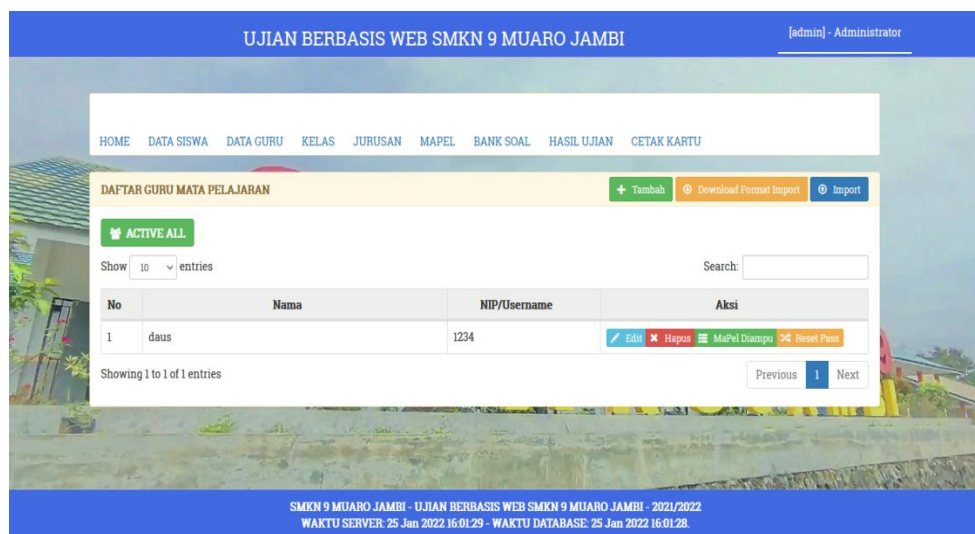 UJIAN BERBASIS WEB SMKN 9 MUARO JAMBI
[admin] - Administrator
HOME DATA SISWA DATA GURU KELAS JURUSAN MAPEL BANK SOAL HASIL UJIAN CETAK KARTU
DAFTAR GURU MATA PELAJARAN
Tambah Download Format Import Import
ACTIVE ALL
Show 10 entries Search:
No Nama NIP/Username Aksi
1 daus 1234 Edit Hapus MaPel Diampu Reset Pass
Showing 1 to 1 of 1 entries Previous 1 Next
SMKN 9 MUARO JAMBI - UJIAN BERBASIS WEB SMKN 9 MUARO JAMBI - 2021/2022
WAKTU SERVER: 25 Jan 2022 16:01:29 - WAKTU DATABASE: 25 Jan 2022 16:01:28.